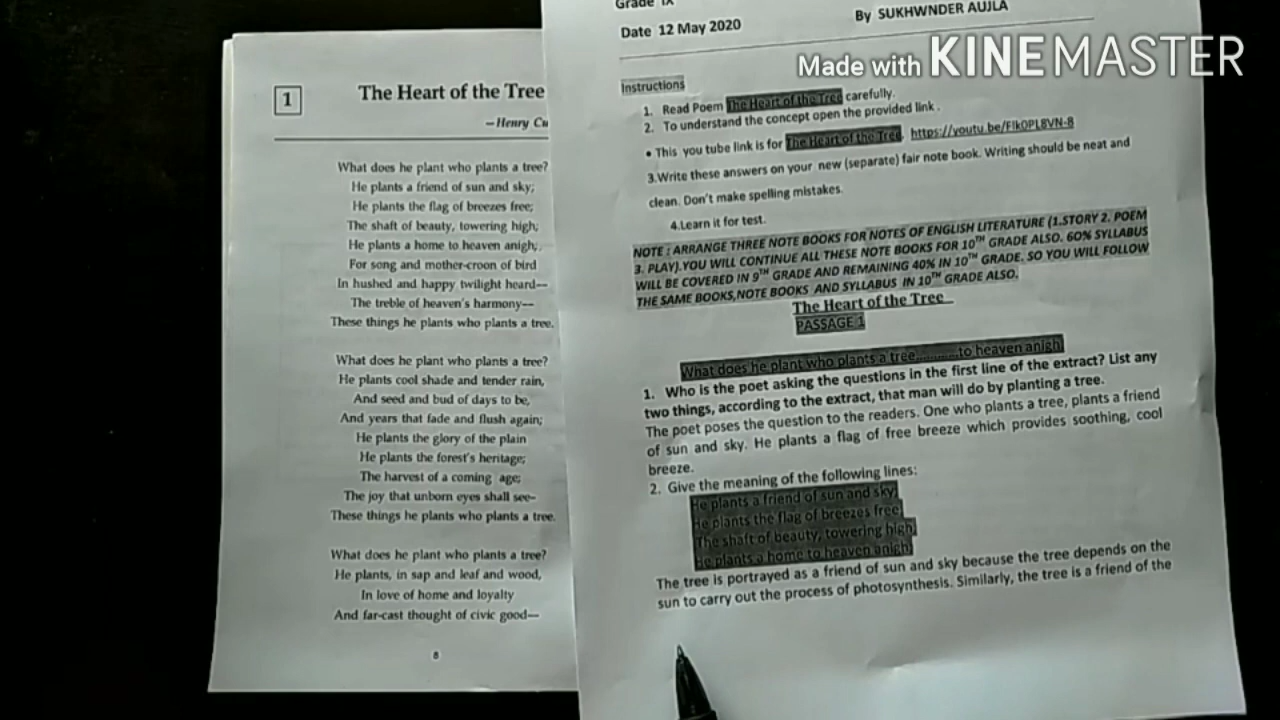 1
The Heart of the Tree
—Henry Cu
What does he plant who plants a tree?
He plants a friend of sun and sky;
He plants the flag of breezes free;
The shaft of beauty, towering high;
He plants a home to heaven anigh;
For song and mother-croon of bird
In hushed and happy twilight heard—
The treble of heaven's harmony—
These things he plants who plants a tree.
What does he plant who plants a tree?
He plants cool shade and tender rain,
And seed and bud of days to be,
And years that fade and flush again;
He plants the glory of the plain
He plants the forest's heritage;
The harvest of a coming age;
The joy that unborn eyes shall see–
These things he plants who plants a tree.
What does he plant who plants a tree?
He plants, in sap and leaf and wood,
In love of home and loyalty
And far-cast thought of civic good—
8
Grade IX
Date 12 May 2020
By SUKHWNDER AUJLA
Made with KINEMASTER
Instructions
1. Read Poem The Heart of the Tree carefully.
2. To understand the concept open the provided link .
• This you tube link is for The Heart of the Tree. https://youtu.be/FIk0PL8VN-8
3.Write these answers on your new (separate) fair note book. Writing should be neat and
clean. Don't make spelling mistakes.
4.Learn it for test.
NOTE : ARRANGE THREE NOTE BOOKS FOR NOTES OF ENGLISH LITERATURE (1.STORY 2. POEM
3. PLAY).YOU WILL CONTINUE ALL THESE NOTE BOOKS FOR 10TH GRADE ALSO. 60% SYLLABUS
WILL BE COVERED IN 9TH GRADE AND REMAINING 40% IN 10TH GRADE. SO YOU WILL FOLLOW
THE SAME BOOKS,NOTE BOOKS AND SYLLABUS IN 10TH GRADE ALSO.
The Heart of the Tree
PASSAGE 1
What does he plant who plants a tree............to heaven anigh
1. Who is the poet asking the questions in the first line of the extract? List any
two things, according to the extract, that man will do by planting a tree.
The poet poses the question to the readers. One who plants a tree, plants a friend
of sun and sky. He plants a flag of free breeze which provides soothing, cool
breeze.
2. Give the meaning of the following lines:
He plants a friend of sun and sky;
He plants the flag of breezes free;
The shaft of beauty, towering high;
He plants a home to heaven anigh;
The tree is portrayed as a friend of sun and sky because the tree depends on the
sun to carry out the process of photosynthesis. Similarly, the tree is a friend of the